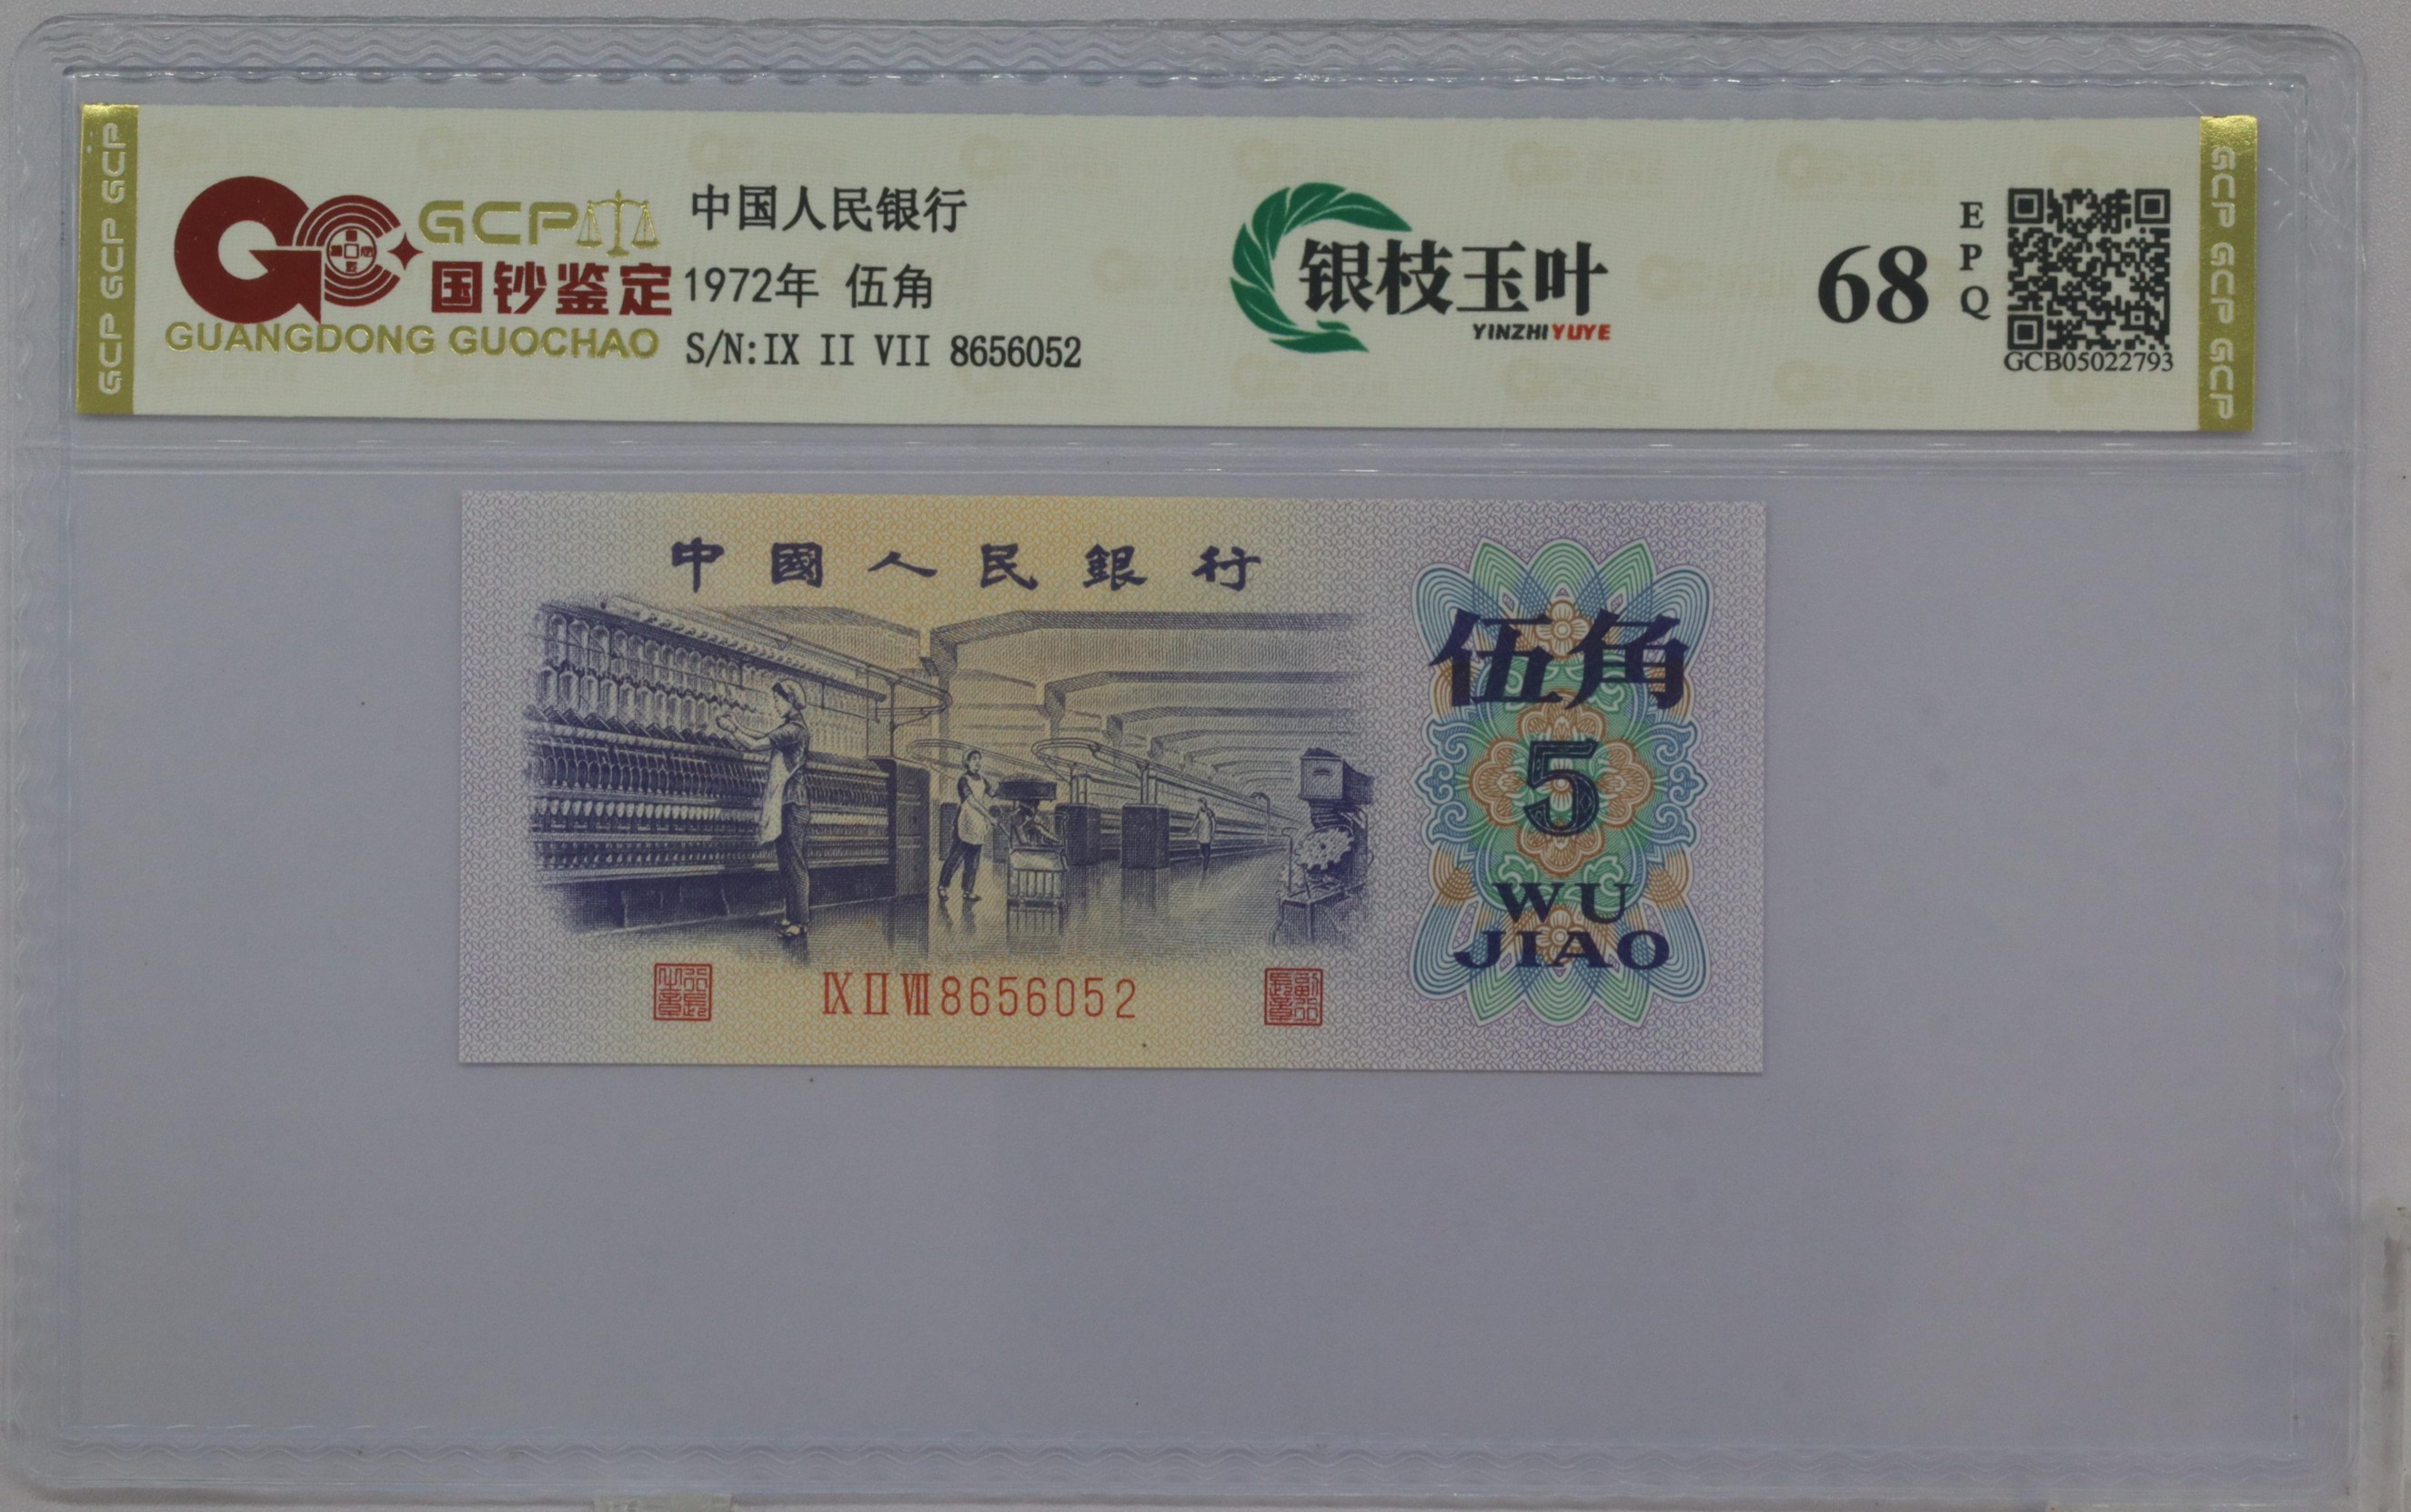 GCP GCP GCP
GCP
国钞鉴定
GUANGDONG GUOCHAO
中国人民银行
1972年 伍角
S/N:IX II VII 8656052
银枝玉叶
YINZHIYUYE
68
EPQ
GCB05022793
GCP GCP GCP
中國人民銀行
伍角
5
WU
JIAO
IX II VII 8656052